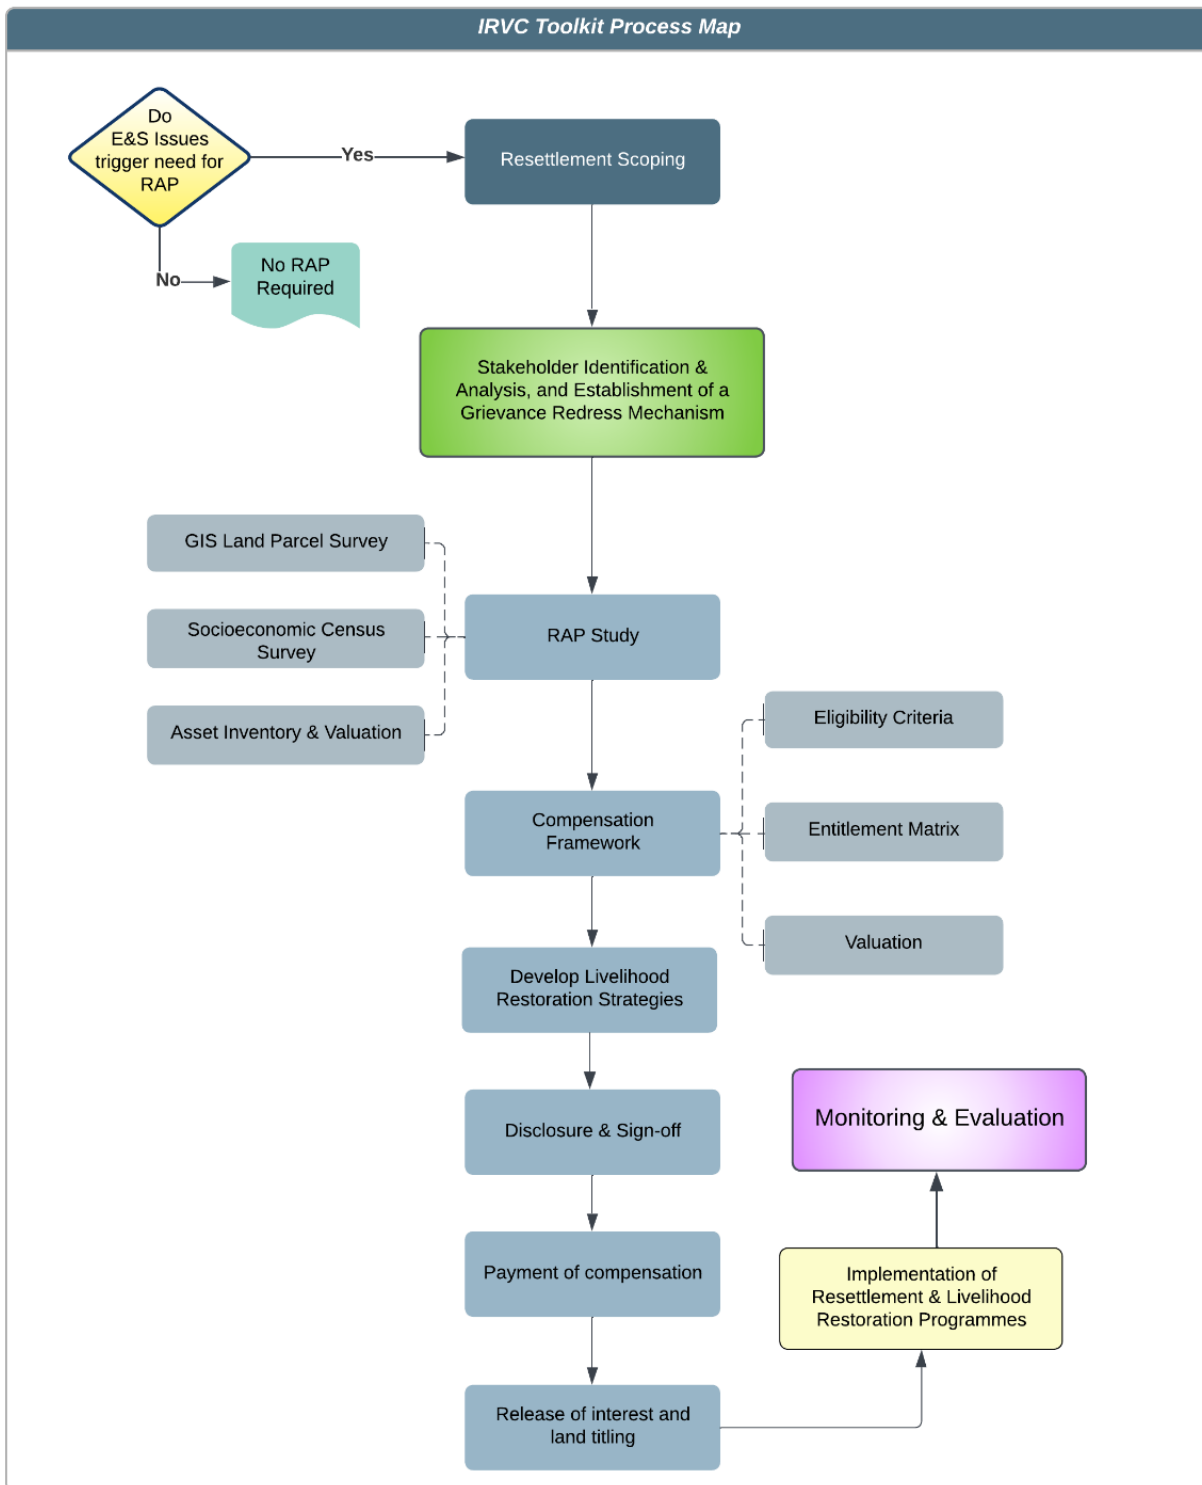 IRVC Toolkit Process Map
Do
E&S Issues
trigger need for
RAP
Yes
Resettlement Scoping
No
No RAP
Required
Stakeholder Identification &
Analysis, and Establishment of a
Grievance Redress Mechanism
GIS Land Parcel Survey
Socioeconomic Census
Survey
Asset Inventory & Valuation
RAP Study
Eligibility Criteria
Entitlement Matrix
Valuation
Compensation
Framework
Develop Livelihood
Restoration Strategies
Disclosure & Sign-off
Payment of compensation
Release of interest and
land titling
Implementation of
Resettlement & Livelihood
Restoration Programmes
Monitoring & Evaluation